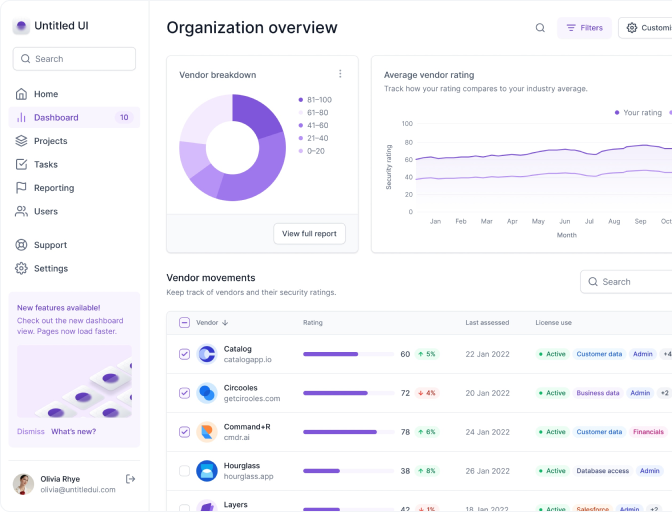 Untitled UI
Search
Home
Dashboard 10
Projects
Tasks
Reporting
Users
Support
Settings
New features available!
Check out the new dashboard
view. Pages now load faster.
Dismiss What's new?
Olivia Rhye
olivia@untitledui.com
Organization overview
Filters
Vendor breakdown
81–100
61–80
41–60
21–40
0–20
View full report
Average vendor rating
Track how your rating compares to your industry average.
Your rating
Security rating
100
80
60
40
20
0
Jan Feb Mar Apr May Jun Jul Aug Sep Oct
Month
Vendor movements
Keep track of vendors and their security ratings.
Search
Vendor Rating Last assessed License use
Catalog
catalogapp.io
60 5% 22 Jan 2022 Active Customer data Admin +4
Circooles
getcirooles.com
72 4% 20 Jan 2022 Active Business data Admin +2
Command+R
cmdr.ai
78 6% 24 Jan 2022 Active Customer data Financials
Hourglass
hourglass.app
38 8% 26 Jan 2022 Active Database access Admin
Layers
42 1% 18 Jan 2022 Active Salesforce Admin